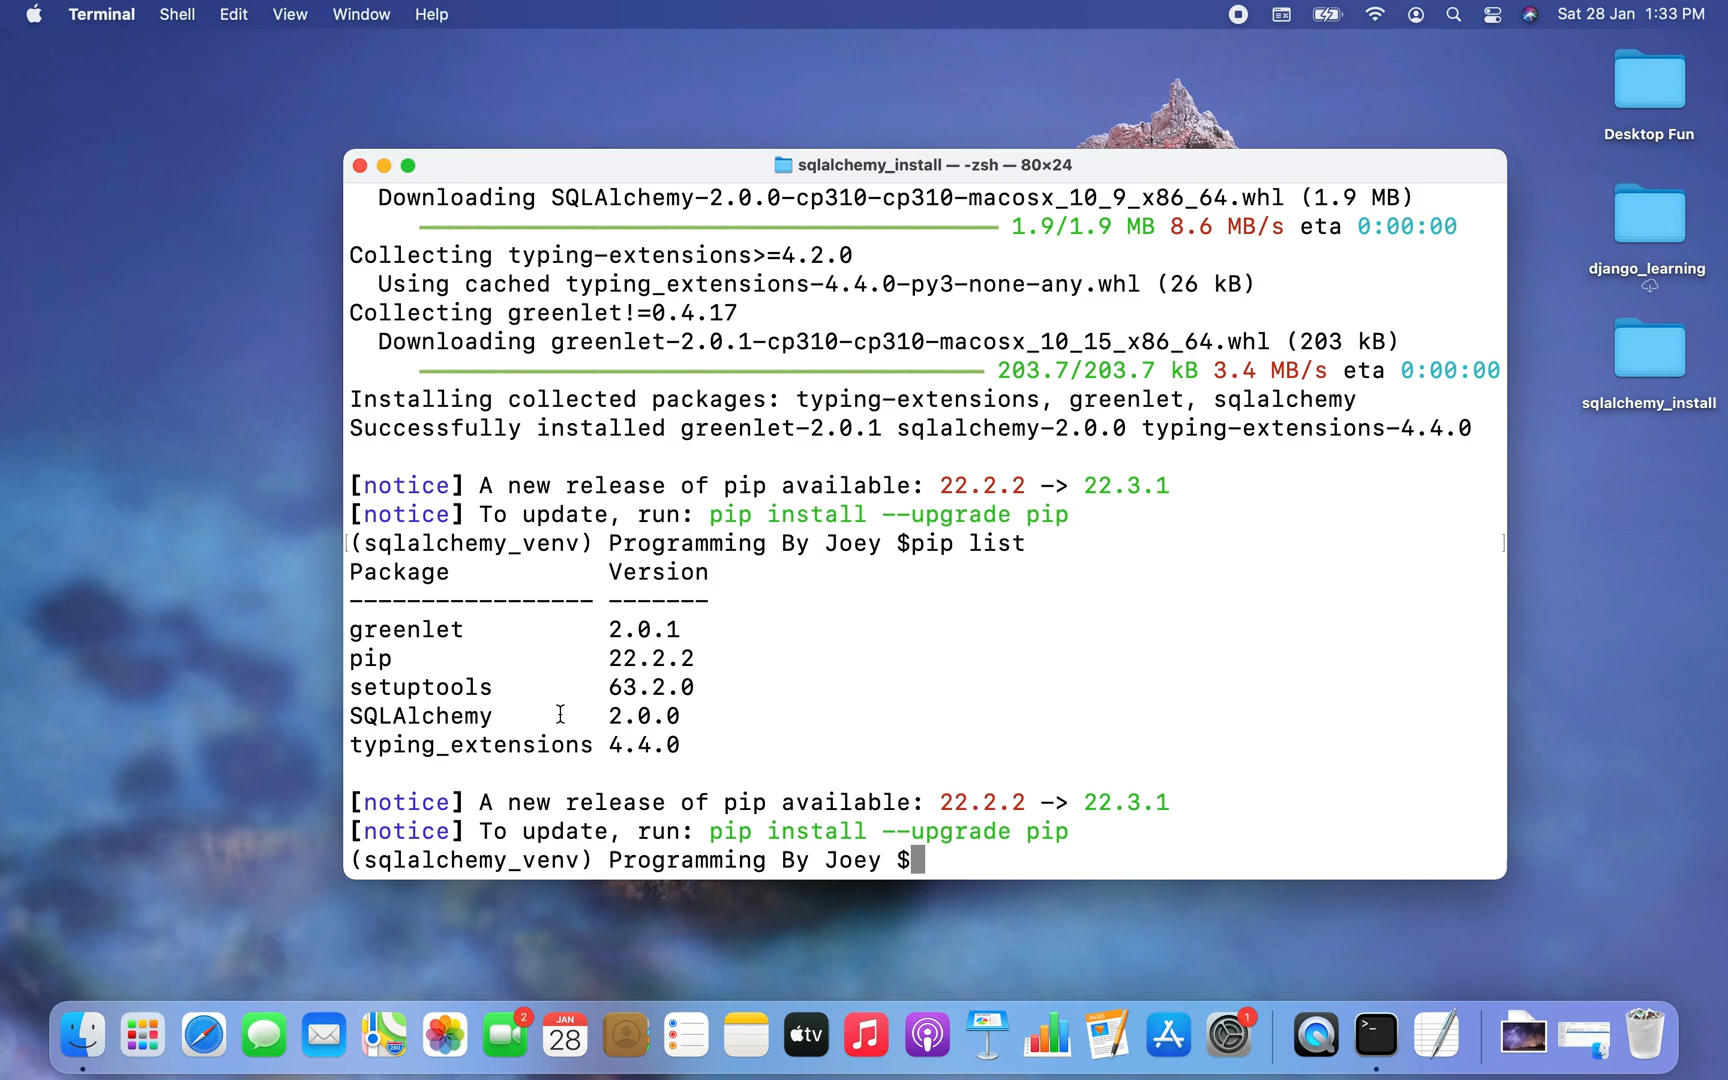 Terminal Shell Edit View Window Help Sat 28 Jan 1:33 PM
Desktop Fun
django_learning
sqlalchemy_install
sqlalchemy_install — -zsh — 80×24
Downloading SQLAlchemy-2.0.0-cp310-cp310-macosx_10_9_x86_64.whl (1.9 MB)
1.9/1.9 MB 8.6 MB/s eta 0:00:00
Collecting typing-extensions>=4.2.0
Using cached typing_extensions-4.4.0-py3-none-any.whl (26 kB)
Collecting greenlet!=0.4.17
Downloading greenlet-2.0.1-cp310-cp310-macosx_10_15_x86_64.whl (203 kB)
203.7/203.7 kB 3.4 MB/s eta 0:00:00
Installing collected packages: typing-extensions, greenlet, sqlalchemy
Successfully installed greenlet-2.0.1 sqlalchemy-2.0.0 typing-extensions-4.4.0
[notice] A new release of pip available: 22.2.2 -> 22.3.1
[notice] To update, run: pip install --upgrade pip
(sqlalchemy_venv) Programming By Joey $pip list
Package Version
----------------- -------
greenlet 2.0.1
pip 22.2.2
setuptools 63.2.0
SQLAlchemy 2.0.0
typing_extensions 4.4.0
[notice] A new release of pip available: 22.2.2 -> 22.3.1
[notice] To update, run: pip install --upgrade pip
(sqlalchemy_venv) Programming By Joey $
2
JAN
28
tv
1
>_
280
PAGES